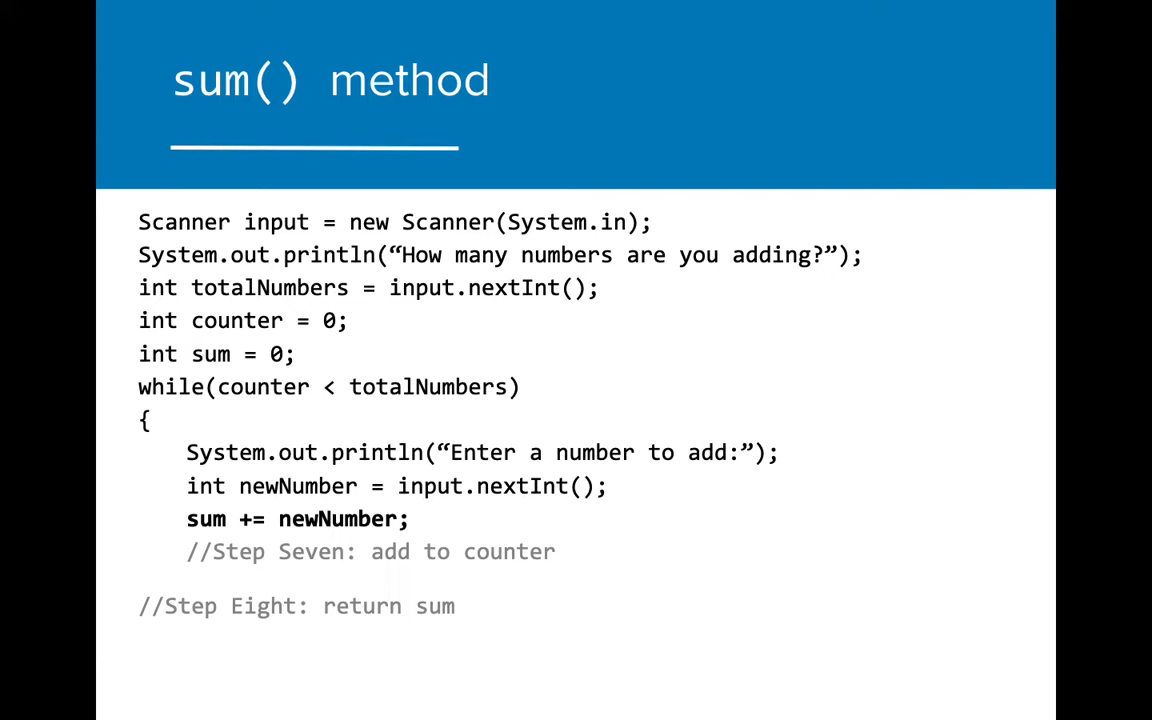 sum() method
Scanner input = new Scanner(System.in);
System.out.println(“How many numbers are you adding?”);
int totalNumbers = input.nextInt();
int counter = 0;
int sum = 0;
while(counter < totalNumbers)
{
System.out.println(“Enter a number to add:”);
int newNumber = input.nextInt();
sum += newNumber;
//Step Seven: add to counter
//Step Eight: return sum